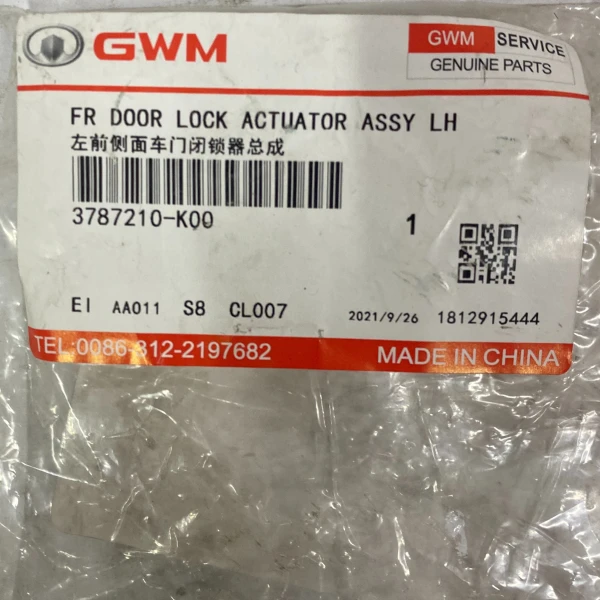 GWM
GWM SERVICE
GENUINE PARTS
FR DOOR LOCK ACTUATOR ASSY LH
左前侧面车门闭锁器总成
3787210-K00
1
EI AA011 S8 CL007
2021/9/26 1812915444
TEL:0086-312-2197682
MADE IN CHINA